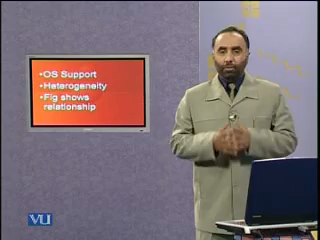 •OS Support
•Heterogeneity
•Fig shows
relationship
VU